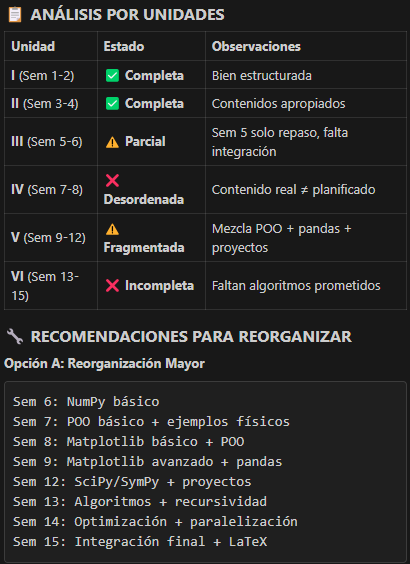 📋 ANÁLISIS POR UNIDADES
Unidad Estado Observaciones
I (Sem 1-2) ✅ Completa Bien estructurada
II (Sem 3-4) ✅ Completa Contenidos apropiados
III (Sem 5-6) ⚠️ Parcial Sem 5 solo repaso, falta
integración
IV (Sem 7-8) ❌
Desordenada Contenido real ≠ planificado
V (Sem 9-12) ⚠️
Fragmentada Mezcla POO + pandas +
proyectos
VI (Sem 13-
15) ❌ Incompleta Faltan algoritmos prometidos
🔧 RECOMENDACIONES PARA REORGANIZAR
Opción A: Reorganización Mayor
Sem 6: NumPy básico
Sem 7: POO básico + ejemplos físicos
Sem 8: Matplotlib básico + POO
Sem 9: Matplotlib avanzado + pandas
Sem 12: SciPy/SymPy + proyectos
Sem 13: Algoritmos + recursividad
Sem 14: Optimización + paralelización
Sem 15: Integración final + LaTeX